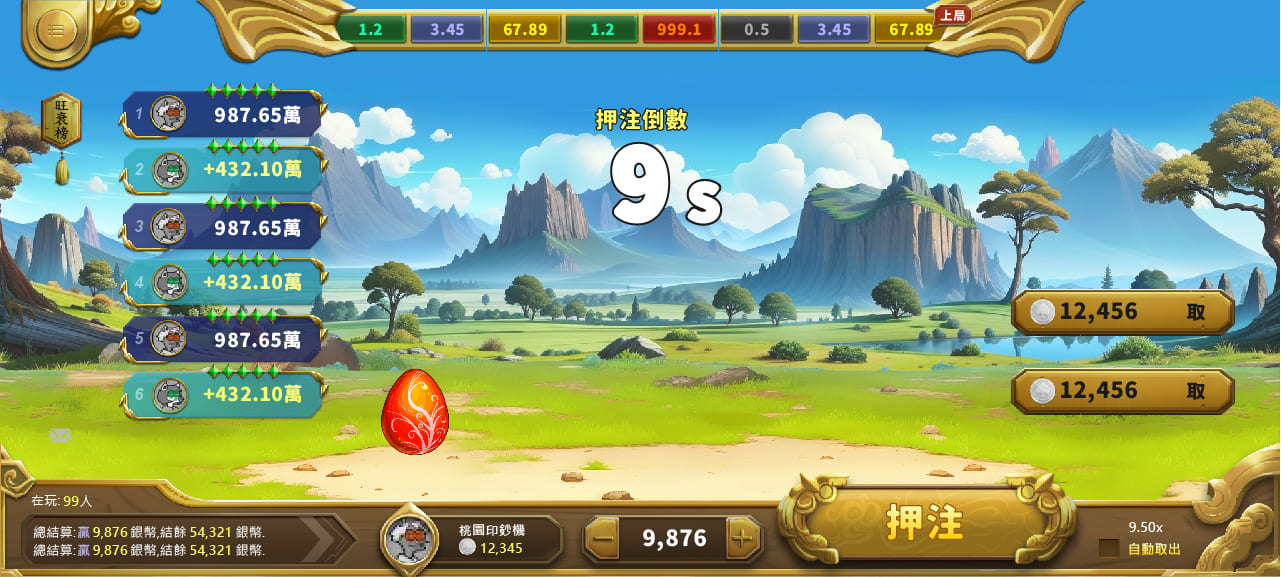 1.2 3.45 67.89 1.2 999.1 0.5 3.45 67.89 上局
旺衰榜
1 987.65萬
2 +432.10萬
3 987.65萬
4 +432.10萬
5 987.65萬
6 +432.10萬
押注倒數
9 s
12,456 取
12,456 取
在玩: 99人
總結算:贏 9,876 銀幣,結餘 54,321 銀幣.
總結算:贏 9,876 銀幣,結餘 54,321 銀幣.
桃園印鈔機
12,345
9,876
押注
9.50x
自動取出